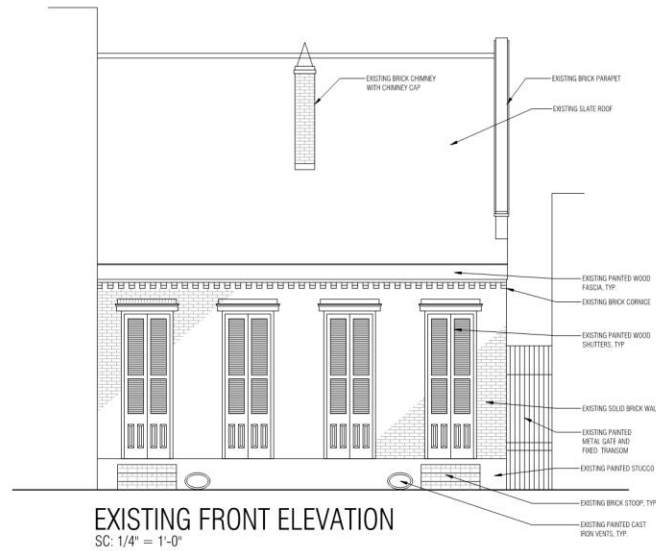 EXISTING BRICK CHIMNEY
WITH CHIMNEY CAP
EXISTING BRICK PARAPET
EXISTING SLATE ROOF
EXISTING PAINTED WOOD
FASCIA, TYP.
EXISTING BRICK CORNICE
EXISTING PAINTED WOOD
SHUTTERS, TYP
EXISTING SOLID BRICK WAL
EXISTING PAINTED
METAL GATE AND
FIXED TRANSOM
EXISTING PAINTED STUCCO
EXISTING BRICK STOOP, TYP
EXISTING PAINTED CAST
IRON VENTS, TYP.
EXISTING FRONT ELEVATION
SC: 1/4" = 1'-0"